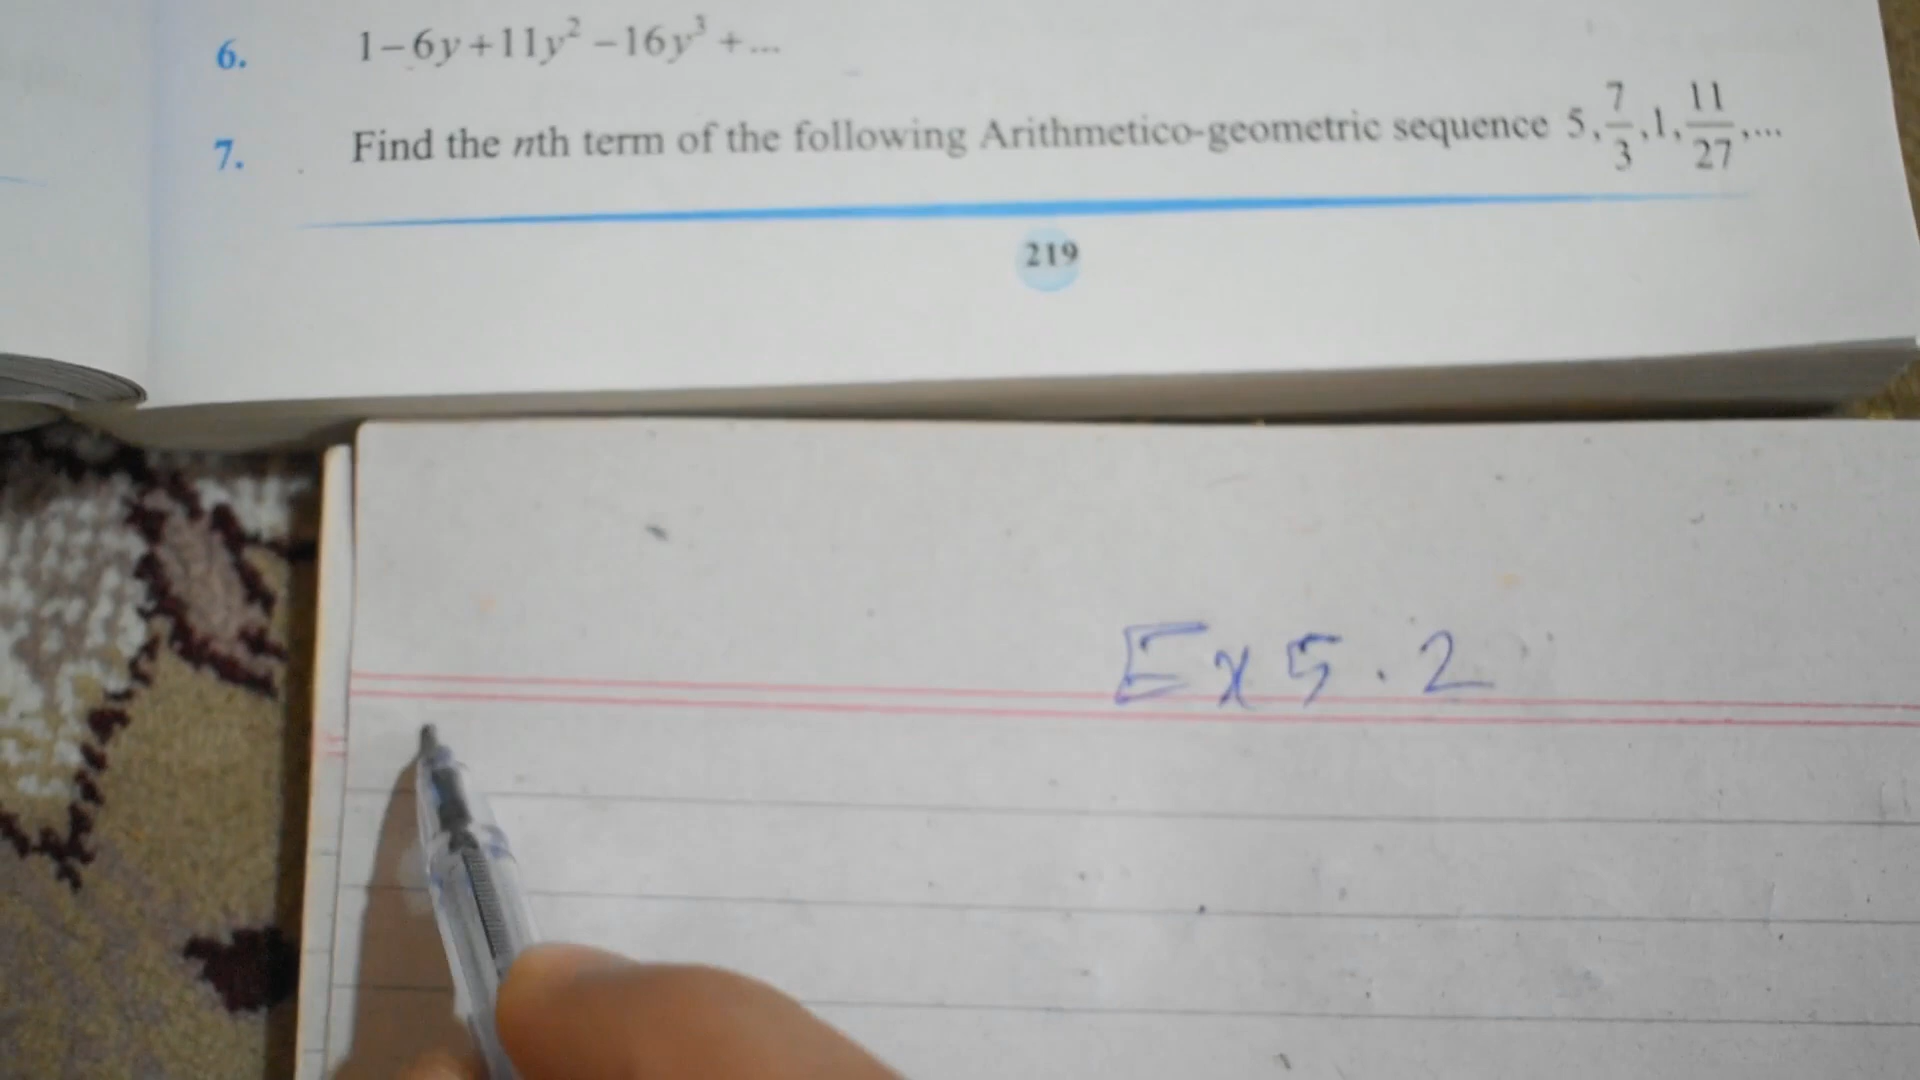 6. 1-6y+11y²-16y³+...
7. Find the nth term of the following Arithmetico-geometric sequence 5, 7/3, 1, 11/27, ...
219
Ex 5.2